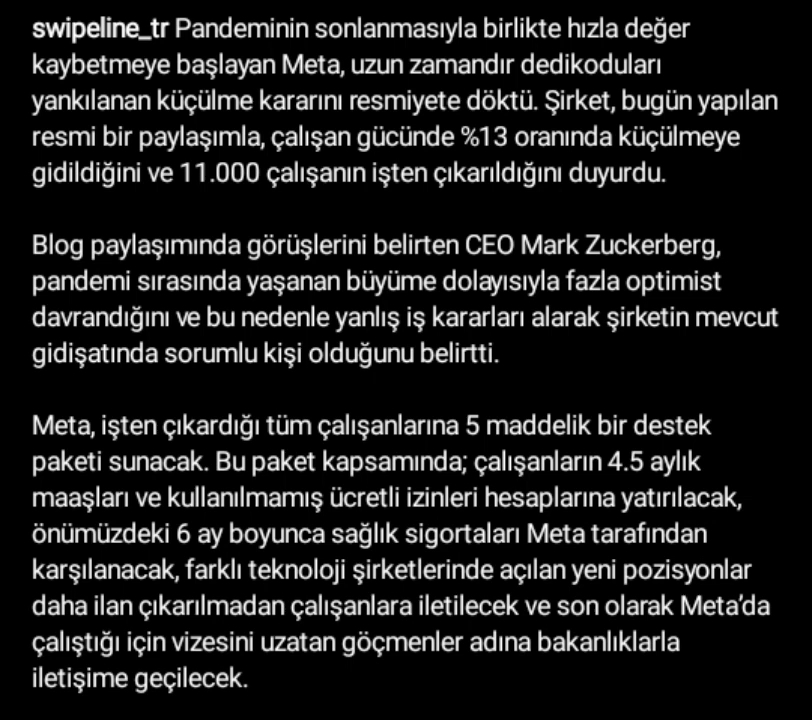 swipeline_tr Pandeminin sonlanmasıyla birlikte hızla değer
kaybetmeye başlayan Meta, uzun zamandır dedikoduları
yankılanan küçülme kararını resmiyete döktü. Şirket, bugün yapılan
resmi bir paylaşımla, çalışan gücünde %13 oranında küçülmeye
gidildiğini ve 11.000 çalışanın işten çıkarıldığını duyurdu.
Blog paylaşımında görüşlerini belirten CEO Mark Zuckerberg,
pandemi sırasında yaşanan büyüme dolayısıyla fazla optimist
davrandığını ve bu nedenle yanlış iş kararları alarak şirketin mevcut
gidişatında sorumlu kişi olduğunu belirtti.
Meta, işten çıkardığı tüm çalışanlarına 5 maddelik bir destek
paketi sunacak. Bu paket kapsamında; çalışanların 4.5 aylık
maaşları ve kullanılmamış ücretli izinleri hesaplarına yatırılacak,
önümüzdeki 6 ay boyunca sağlık sigortaları Meta tarafından
karşılanacak, farklı teknoloji şirketlerinde açılan yeni pozisyonlar
daha ilan çıkarılmadan çalışanlara iletilecek ve son olarak Meta’da
çalıştığı için vizesini uzatan göçmenler adına bakanlıklarla
iletişime geçilecek.